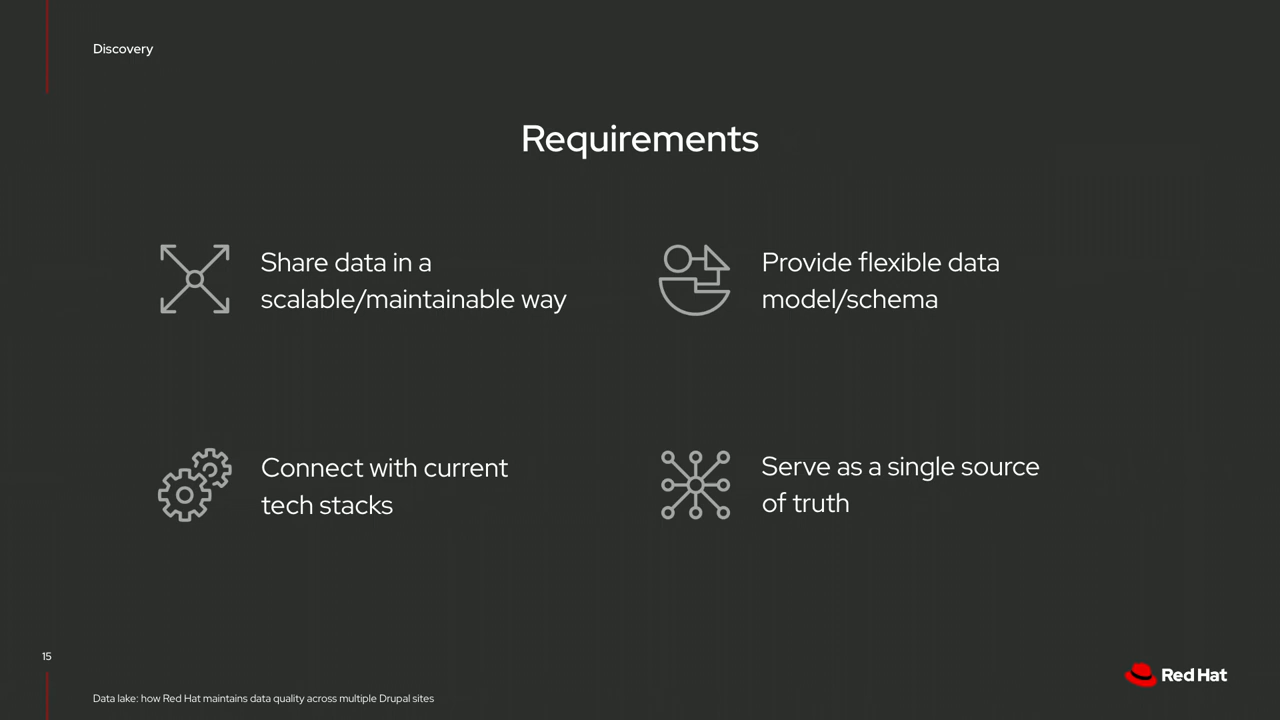 Discovery
Requirements
Share data in a
scalable/maintainable way
Provide flexible data
model/schema
Connect with current
tech stacks
Serve as a single source
of truth
15
Red Hat
Data lake: how Red Hat maintains data quality across multiple Drupal sites